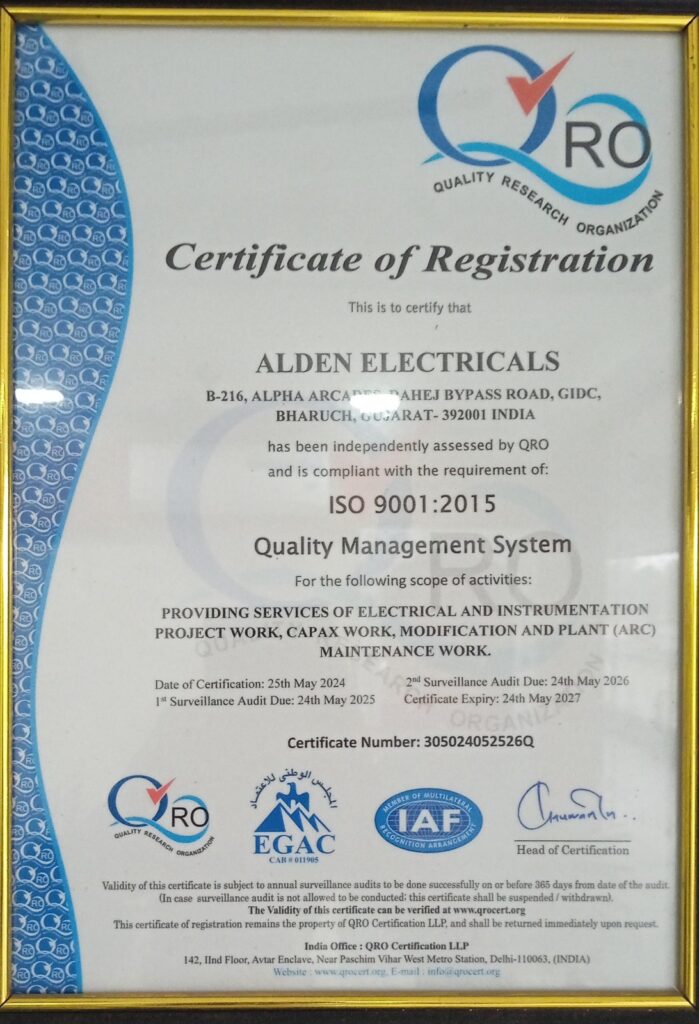 QRO
QUALITY RESEARCH ORGANIZATION
Certificate of Registration
This is to certify that
ALDEN ELECTRICALS
B-216, ALPHA ARCADES, DAHEJ BYPASS ROAD, GIDC,
BHARUCH, GUJARAT- 392001 INDIA
has been independently assessed by QRO
and is compliant with the requirement of:
ISO 9001:2015
Quality Management System
For the following scope of activities:
PROVIDING SERVICES OF ELECTRICAL AND INSTRUMENTATION
PROJECT WORK, CAPAX WORK, MODIFICATION AND PLANT (ARC)
MAINTENANCE WORK.
Date of Certification: 25th May 2024 2nd Surveillance Audit Due: 24th May 2026
1st Surveillance Audit Due: 24th May 2025 Certificate Expiry: 24th May 2027
Certificate Number: 305024052526Q
QRO
QUALITY RESEARCH ORGANIZATION
المجلس الوطني للاعتماد
EGAC
CAB # 011905
MEMBER OF MULTILATERAL
IAF
RECOGNITION ARRANGEMENT
Head of Certification
Validity of this certificate is subject to annual surveillance audits to be done successfully on or before 365 days from date of the audit.
(In case surveillance audit is not allowed to be conducted; this certificate shall be suspended / withdrawn).
The Validity of this certificate can be verified at www.qrocert.org
This certificate of registration remains the property of QRO Certification LLP, and shall be returned immediately upon request.
India Office : QRO Certification LLP
142, IInd Floor, Avtar Enclave, Near Paschim Vihar West Metro Station, Delhi-110063, (INDIA)
Website : www.qrocert.org, E-mail : info@qrocert.org